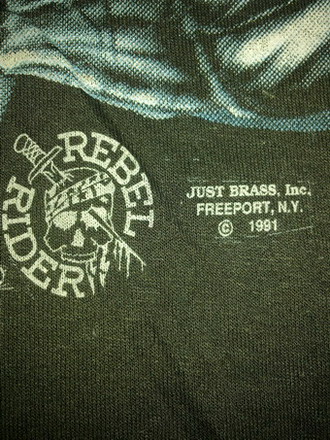 REBEL
RIDER
JUST BRASS, Inc.
FREEPORT, N.Y.
© 1991